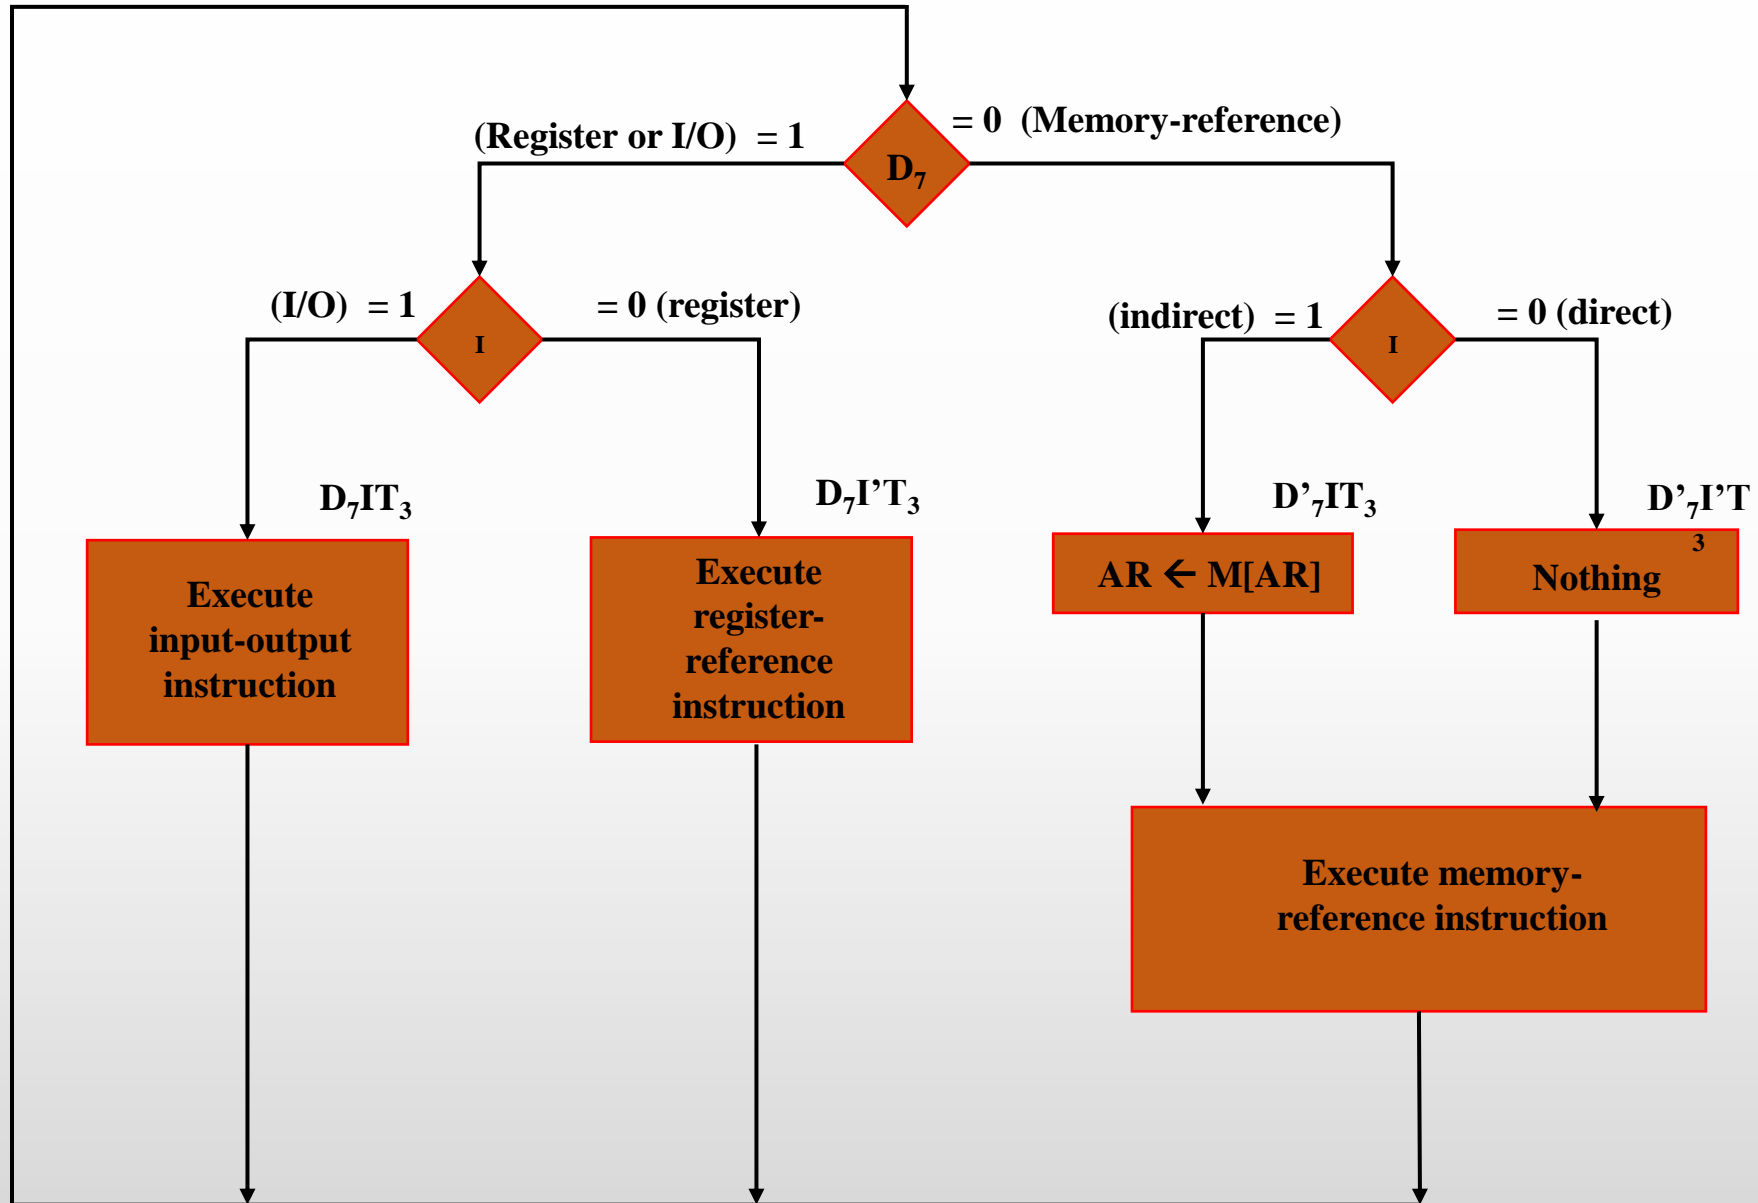 = 0 (Memory-reference)
(Register or I/O) = 1
D₇
(I/O) = 1
= 0 (register)
(indirect) = 1
= 0 (direct)
I
I
D₇IT₃
D₇I’T₃
D’₇IT₃
D’₇I’T
₃
Execute
input-output
instruction
Execute
register-
reference
instruction
AR ← M[AR]
Nothing
Execute memory-
reference instruction